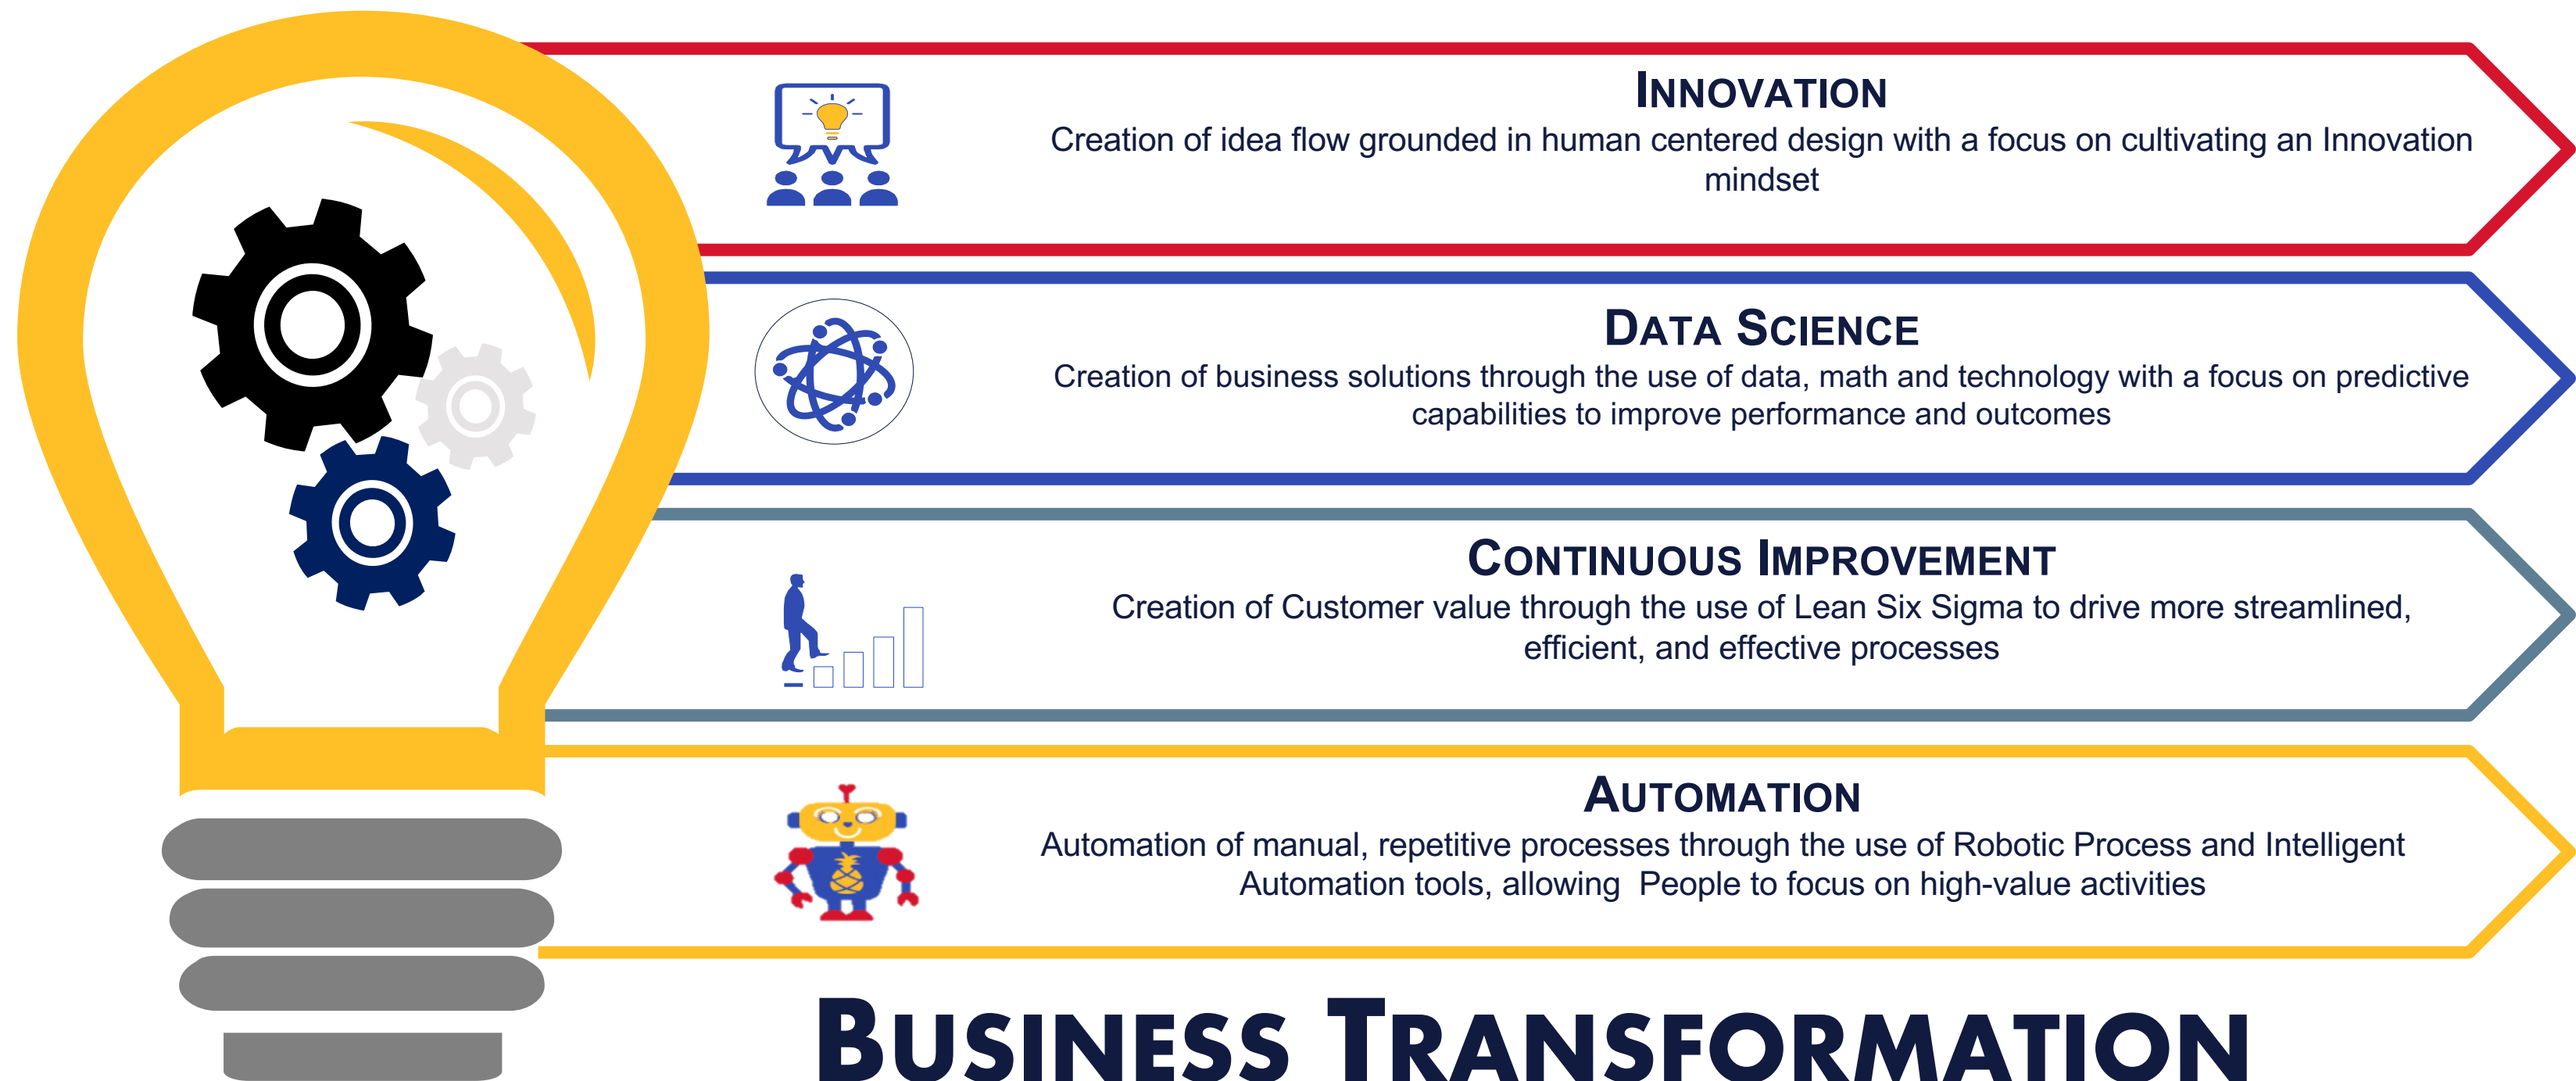 INNOVATION
Creation of idea flow grounded in human centered design with a focus on cultivating an Innovation
mindset
DATA SCIENCE
Creation of business solutions through the use of data, math and technology with a focus on predictive
capabilities to improve performance and outcomes
CONTINUOUS IMPROVEMENT
Creation of Customer value through the use of Lean Six Sigma to drive more streamlined,
efficient, and effective processes
AUTOMATION
Automation of manual, repetitive processes through the use of Robotic Process and Intelligent
Automation tools, allowing  People to focus on high-value activities
BUSINESS TRANSFORMATION